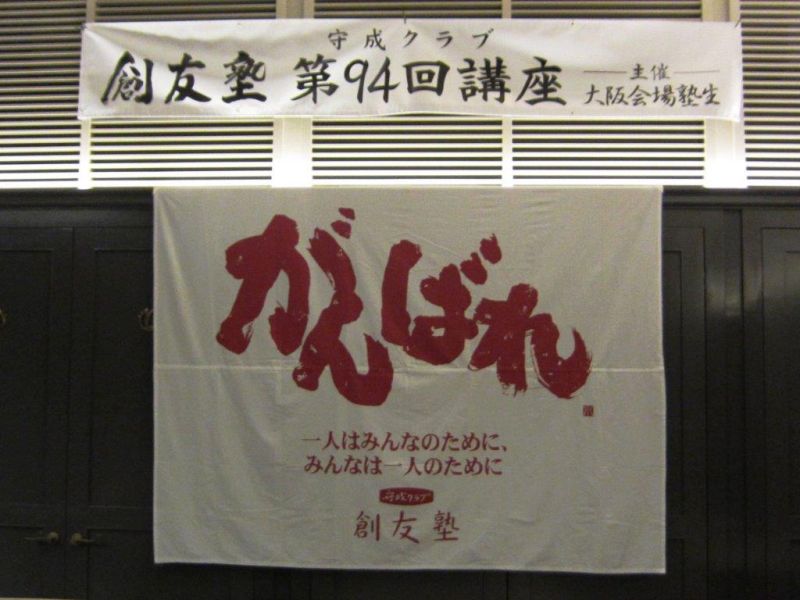 守成クラブ
創友塾 第94回講座
主催
大阪会場塾生
がんばれ
一人はみんなのために、
みんなは一人のために
守成クラブ
創友塾